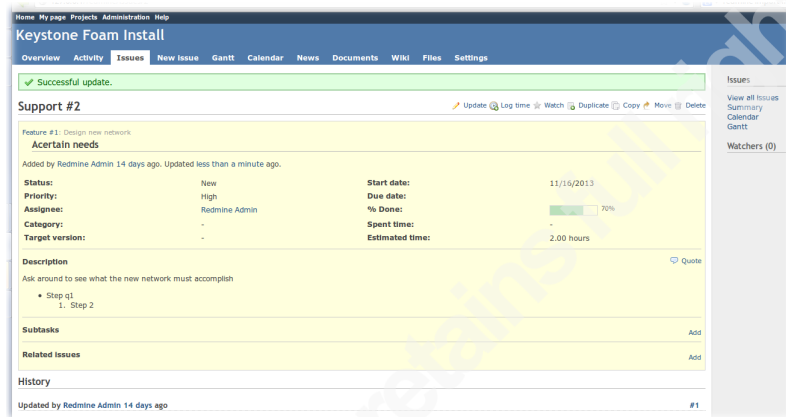 Home My page Projects Administration Help
Keystone Foam Install
Overview Activity Issues New issue Gantt Calendar News Documents Wiki Files Settings
Successful update.
Support #2
Update Log time Watch Duplicate Copy Move Delete
Feature #1: Design new network
Acertain needs
Added by Redmine Admin 14 days ago. Updated less than a minute ago.
Status: New Start date: 11/16/2013
Priority: High Due date:
Assignee: Redmine Admin % Done: 70%
Category: - Spent time: -
Target version: - Estimated time: 2.00 hours
Description Quote
Ask around to see what the new network must accomplish
• Step q1
1. Step 2
Subtasks Add
Related issues Add
History
Updated by Redmine Admin 14 days ago #1
Issues
View all issues
Summary
Calendar
Gantt
Watchers (0)
retains full